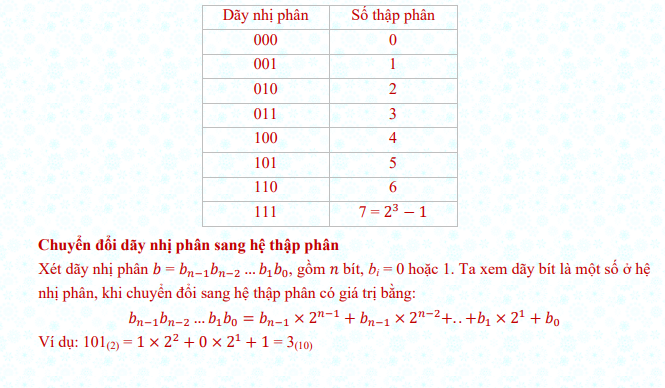 Dãy nhị phân Số thập phân
000 0
001 1
010 2
011 3
100 4
101 5
110 6
111 7 = 2³ − 1
Chuyển đổi dãy nhị phân sang hệ thập phân
Xét dãy nhị phân b = bₙ₋₁bₙ₋₂ … b₁b₀, gồm n bít, bᵢ = 0 hoặc 1. Ta xem dãy bít là một số ở hệ
nhị phân, khi chuyển đổi sang hệ thập phân có giá trị bằng:
bₙ₋₁bₙ₋₂ … b₁b₀ = bₙ₋₁ × 2ⁿ⁻¹ + bₙ₋₁ × 2ⁿ⁻²+. . +b₁ × 2¹ + b₀
Ví dụ: 101₍₂₎ = 1 × 2² + 0 × 2¹ + 1 = 3₍₁₀₎